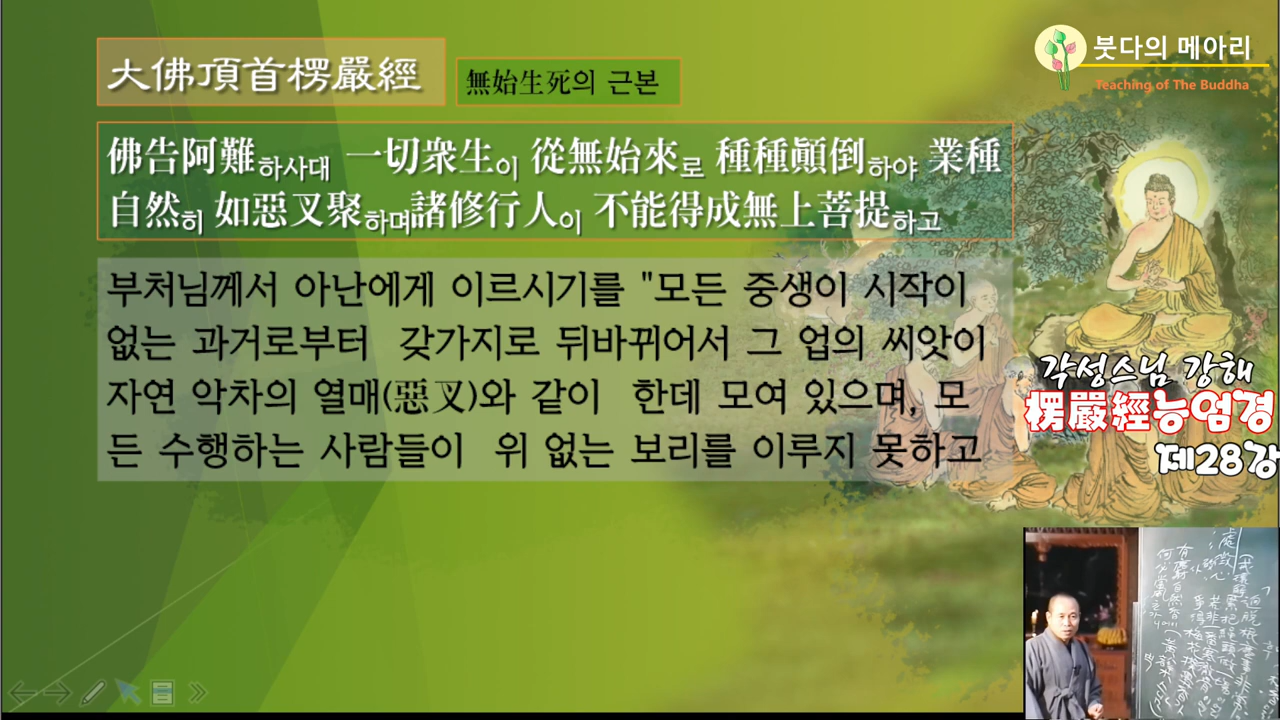 大佛頂首楞嚴經
無始生死의 근본
佛告阿難하사대 一切衆生이 從無始來로 種種顚倒하야 業種
自然히 如惡叉聚하며諸修行人이 不能得成無上菩提하고
부처님께서 아난에게 이르시기를 "모든 중생이 시작이
없는 과거로부터 갖가지로 뒤바뀌어서 그 업의 씨앗이
자연 악차의 열매(惡叉)와 같이 한데 모여 있으며, 모
든 수행하는 사람들이 위 없는 보리를 이루지 못하고
붓다의 메아리
Teaching of The Buddha
각성스님 강해
楞嚴經능엄경
제28강